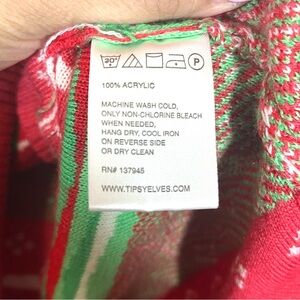 20°
P
100% ACRYLIC
MACHINE WASH COLD,
ONLY NON-CHLORINE BLEACH
WHEN NEEDED,
HANG DRY, COOL IRON
ON REVERSE SIDE
OR DRY CLEAN
RN# 137945
WWW.TIPSYELVES.COM